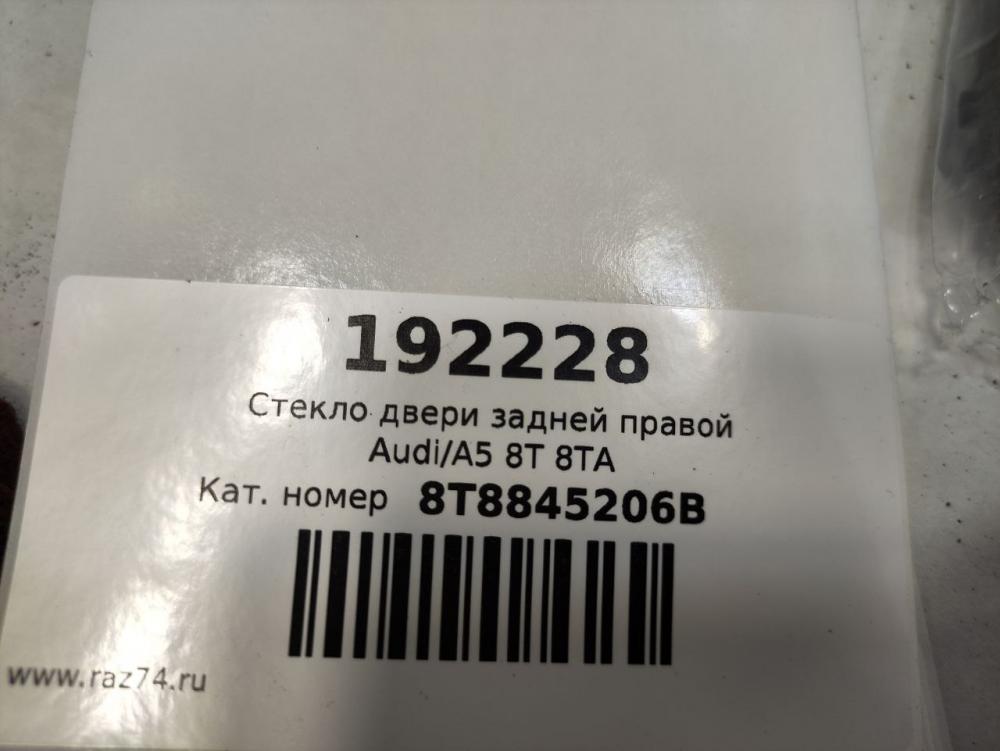 192228
Стекло двери задней правой
Audi/A5 8T 8TA
Кат. номер 8T8845206B
www.raz74.ru